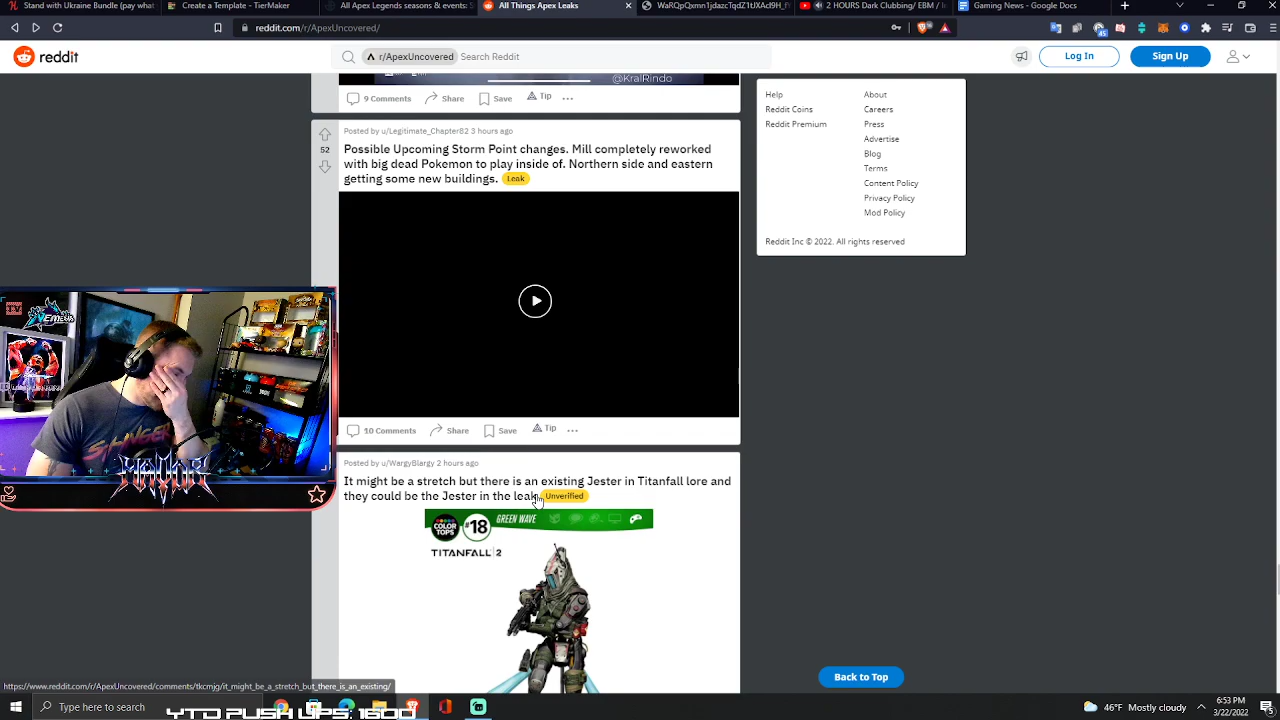 Stand with Ukraine Bundle (pay what
Create a Template - TierMaker
All Apex Legends seasons & events: S
All Things Apex Leaks
WaRQpQxmn1jdazcTqdZ1tJXAcl9H_
2 HOURS Dark Clubbing/ EBM / In
Gaming News - Google Docs
reddit.com/r/ApexUncovered/
reddit
r/ApexUncovered
Search Reddit
Log In
Sign Up
@KralRindo
9 Comments
Share
Save
Tip
Help
About
Reddit Coins
Careers
Reddit Premium
Press
Advertise
Blog
Terms
Content Policy
Privacy Policy
Mod Policy
Reddit Inc © 2022. All rights reserved
52
Posted by u/Legitimate_Chapter82 3 hours ago
Possible Upcoming Storm Point changes. Mill completely reworked
with big dead Pokemon to play inside of. Northern side and eastern
getting some new buildings. Leak
10 Comments
Share
Save
Tip
Posted by u/WargyBlargy 2 hours ago
It might be a stretch but there is an existing Jester in Titanfall lore and
they could be the Jester in the leak Unverified
COLOR
TOPS
#18
GREEN WAVE
TITANFALL 2
Back to Top
https://www.reddit.com/r/ApexUncovered/comments/tkcmjg/it_might_be_a_stretch_but_there_is_an_existing/
Type here to search
YTD PUSH UPS: 1600
46°F Mostly cloudy
6:53 PM
3/22/2022